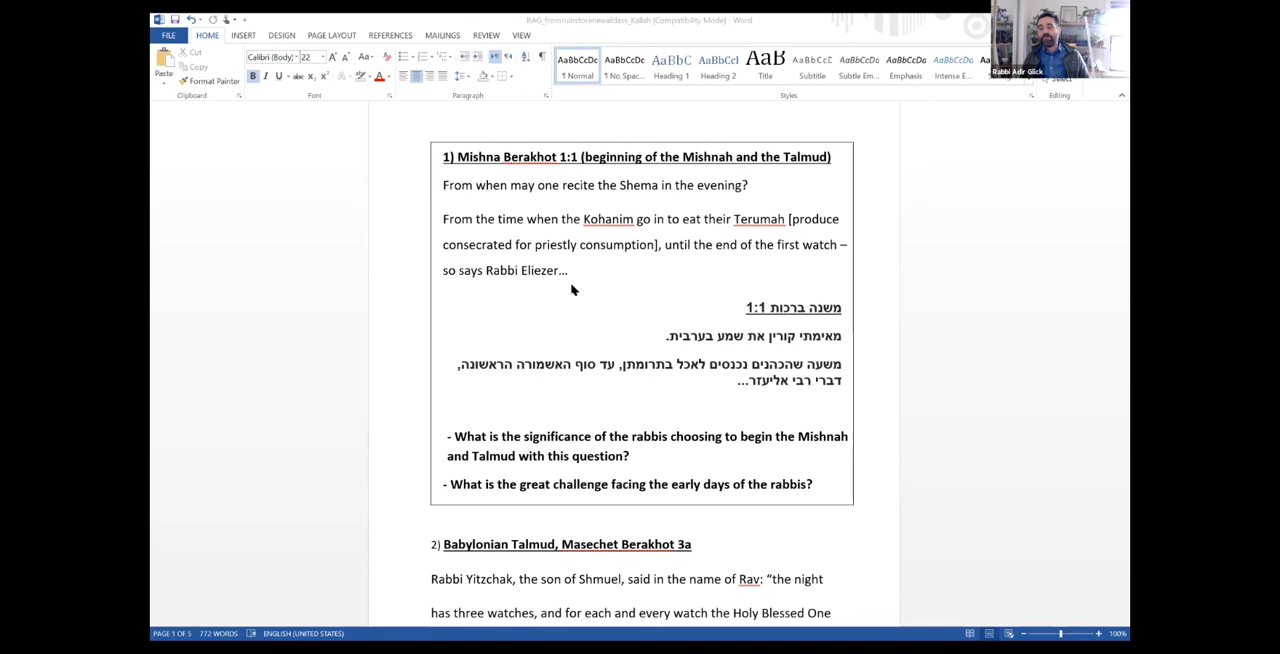 RAG_fromruinstorenewalclass_Kallah [Compatibility Mode] - Word
FILE HOME INSERT DESIGN PAGE LAYOUT REFERENCES MAILINGS REVIEW VIEW
Cut
Copy
Format Painter
Paste
Calibri (Body) 22
AaBbCcDc AaBbCcDc AaBbC AaBbCcI AaB AaBbCcD AaBbCcDc AaBbCcDc AaBbCcDc
¶ Normal ¶ No Spac... Heading 1 Heading 2 Title Subtitle Subtle Em... Emphasis Intense E...
Select
Clipboard Font Paragraph Styles Editing
Rabbi Adir Glick
1) Mishna Berakhot 1:1 (beginning of the Mishnah and the Talmud)
From when may one recite the Shema in the evening?
From the time when the Kohanim go in to eat their Terumah [produce
consecrated for priestly consumption], until the end of the first watch –
so says Rabbi Eliezer...
משנה ברכות 1:1
מאימתי קורין את שמע בערבית.
משעה שהכהנים נכנסים לאכל בתרומתן, עד סוף האשמורה הראשונה,
דברי רבי אליעזר...
- What is the significance of the rabbis choosing to begin the Mishnah
and Talmud with this question?
- What is the great challenge facing the early days of the rabbis?
2) Babylonian Talmud, Masechet Berakhot 3a
Rabbi Yitzchak, the son of Shmuel, said in the name of Rav: “the night
has three watches, and for each and every watch the Holy Blessed One
PAGE 1 OF 5 772 WORDS ENGLISH (UNITED STATES) 100%